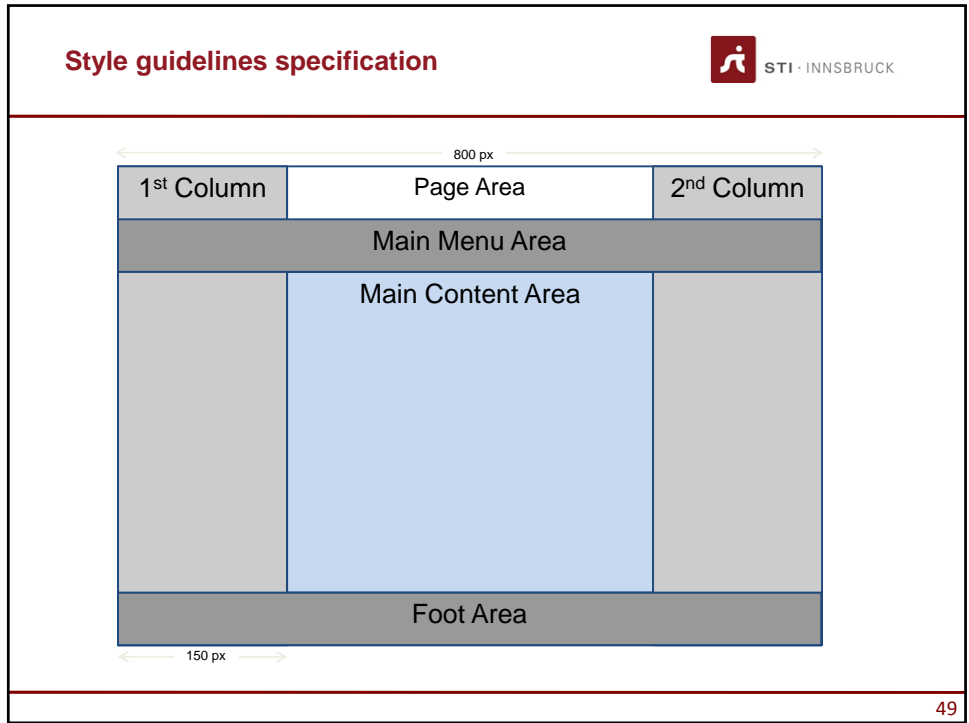 Style guidelines specification
STI · INNSBRUCK
800 px
1st Column
Page Area
2nd Column
Main Menu Area
Main Content Area
Foot Area
150 px
49